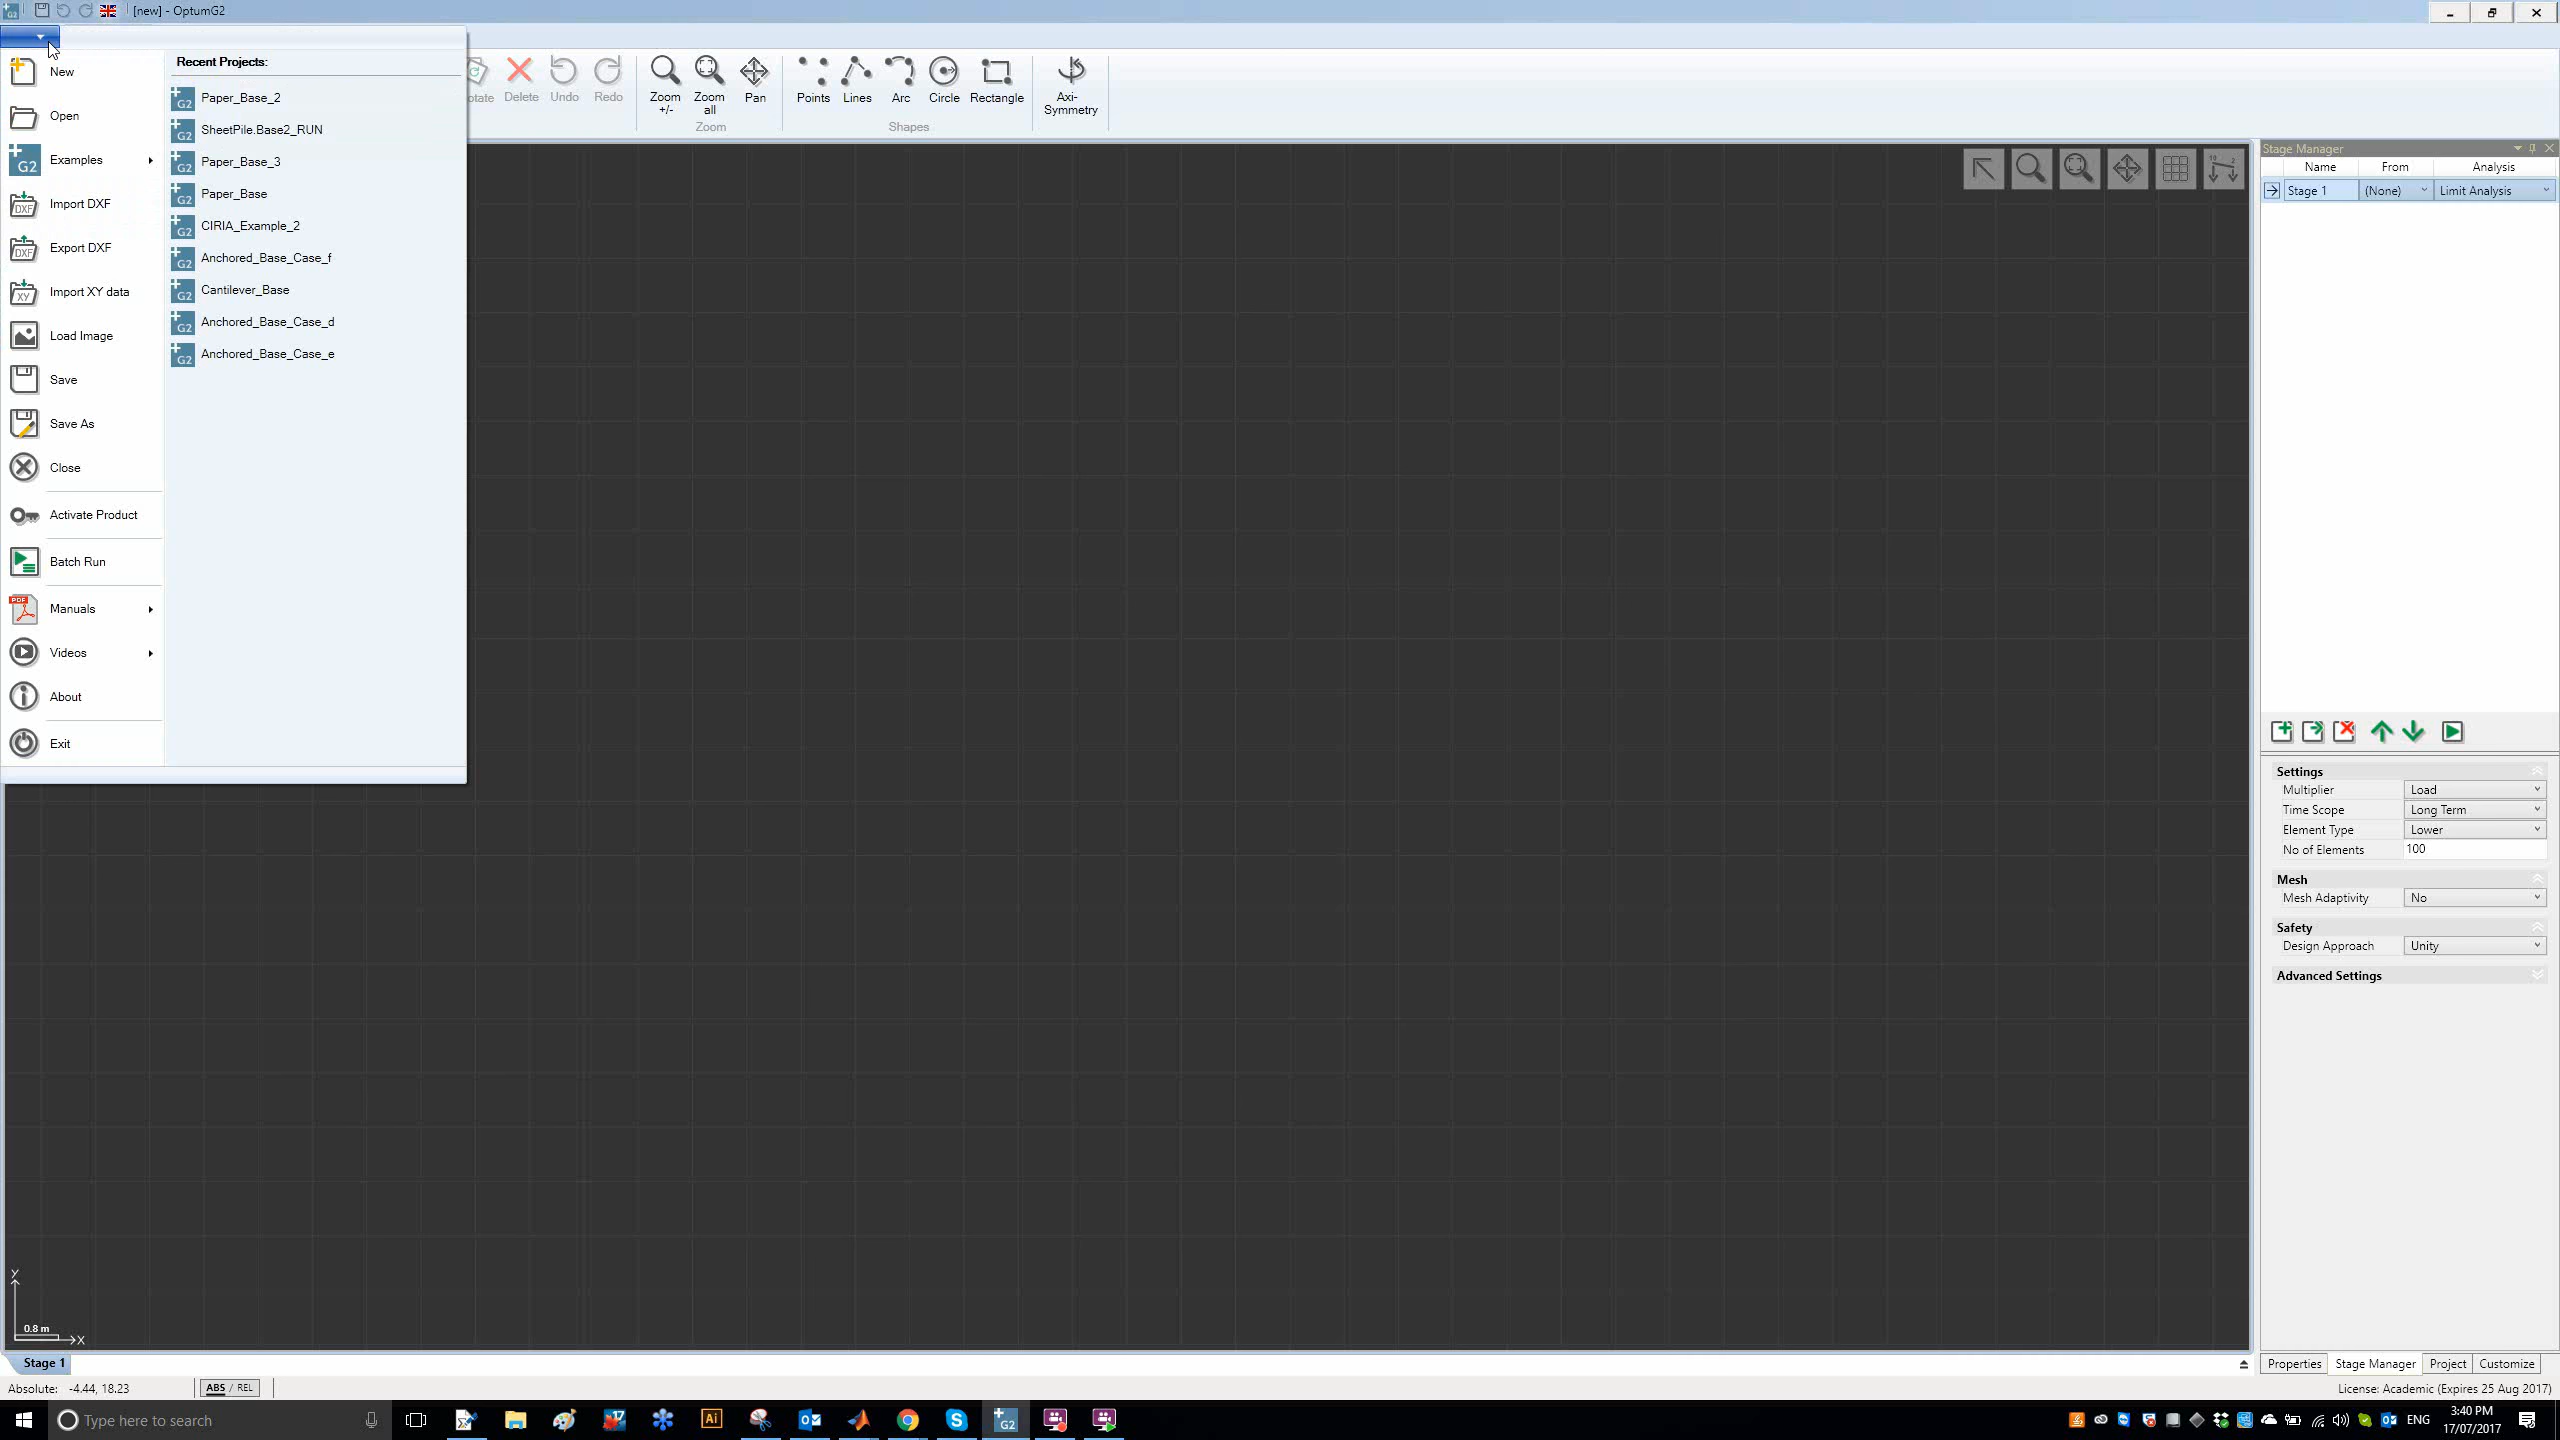 [new] - OptumG2
New
Open
Examples
Import DXF
Export DXF
Import XY data
Load Image
Save
Save As
Close
Activate Product
Batch Run
Manuals
Videos
About
Exit
Recent Projects:
Paper_Base_2
SheetPile.Base2_RUN
Paper_Base_3
Paper_Base
CIRIA_Example_2
Anchored_Base_Case_f
Cantilever_Base
Anchored_Base_Case_d
Anchored_Base_Case_e
otate Delete Undo Redo
Zoom +/- Zoom all Pan
Zoom
Points Lines Arc Circle Rectangle
Shapes
Axi-Symmetry
Stage Manager
Name From Analysis
Stage 1 (None) Limit Analysis
Settings
Multiplier Load
Time Scope Long Term
Element Type Lower
No of Elements 100
Mesh
Mesh Adaptivity No
Safety
Design Approach Unity
Advanced Settings
Y
0.8 m
X
Stage 1
Properties Stage Manager Project Customize
Absolute: -4.44, 18.23 ABS / REL
License: Academic (Expires 25 Aug 2017)
Type here to search
ENG
3:40 PM
17/07/2017